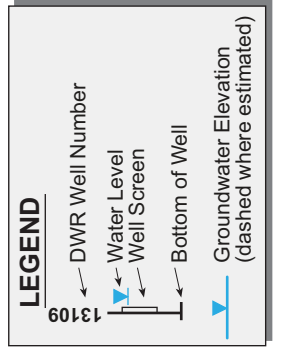 LEGEND
13109
DWR Well Number
Water Level
Well Screen
Bottom of Well
Groundwater Elevation
(dashed where estimated)